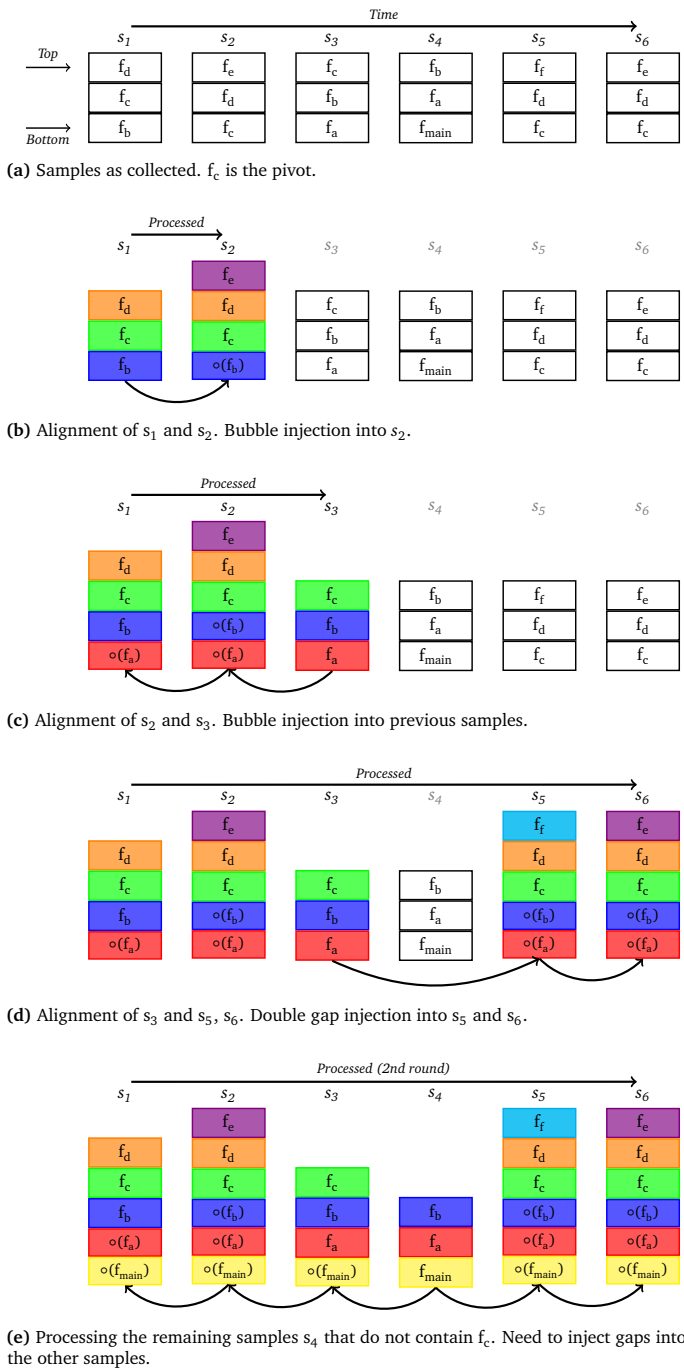 Time
s1 s2 s3 s4 s5 s6
Top
fd fe fc fb ff fe
fc fd fb fa fd fd
fb fc fa fmain fc fc
Bottom
(a) Samples as collected. fc is the pivot.
Processed
s1 s2 s3 s4 s5 s6
fe
fd fd fc fb ff fe
fc fc fb fa fd fd
fb ∘(fb) fa fmain fc fc
(b) Alignment of s1 and s2. Bubble injection into s2.
Processed
s1 s2 s3 s4 s5 s6
fe
fd fd
fc fc fc fb ff fe
fb ∘(fb) fb fa fd fd
∘(fa) ∘(fa) fa fmain fc fc
(c) Alignment of s2 and s3. Bubble injection into previous samples.
Processed
s1 s2 s3 s4 s5 s6
fe ff fe
fd fd fd fd
fc fc fc fb fc fc
fb ∘(fb) fb fa ∘(fb) ∘(fb)
∘(fa) ∘(fa) fa fmain ∘(fa) ∘(fa)
(d) Alignment of s3 and s5, s6. Double gap injection into s5 and s6.
Processed (2nd round)
s1 s2 s3 s4 s5 s6
fe ff fe
fd fd fd fd
fc fc fc fc fc
fb ∘(fb) fb fb ∘(fb) ∘(fb)
∘(fa) ∘(fa) fa fa ∘(fa) ∘(fa)
∘(fmain) ∘(fmain) ∘(fmain) fmain ∘(fmain) ∘(fmain)
(e) Processing the remaining samples s4 that do not contain fc. Need to inject gaps into
the other samples.